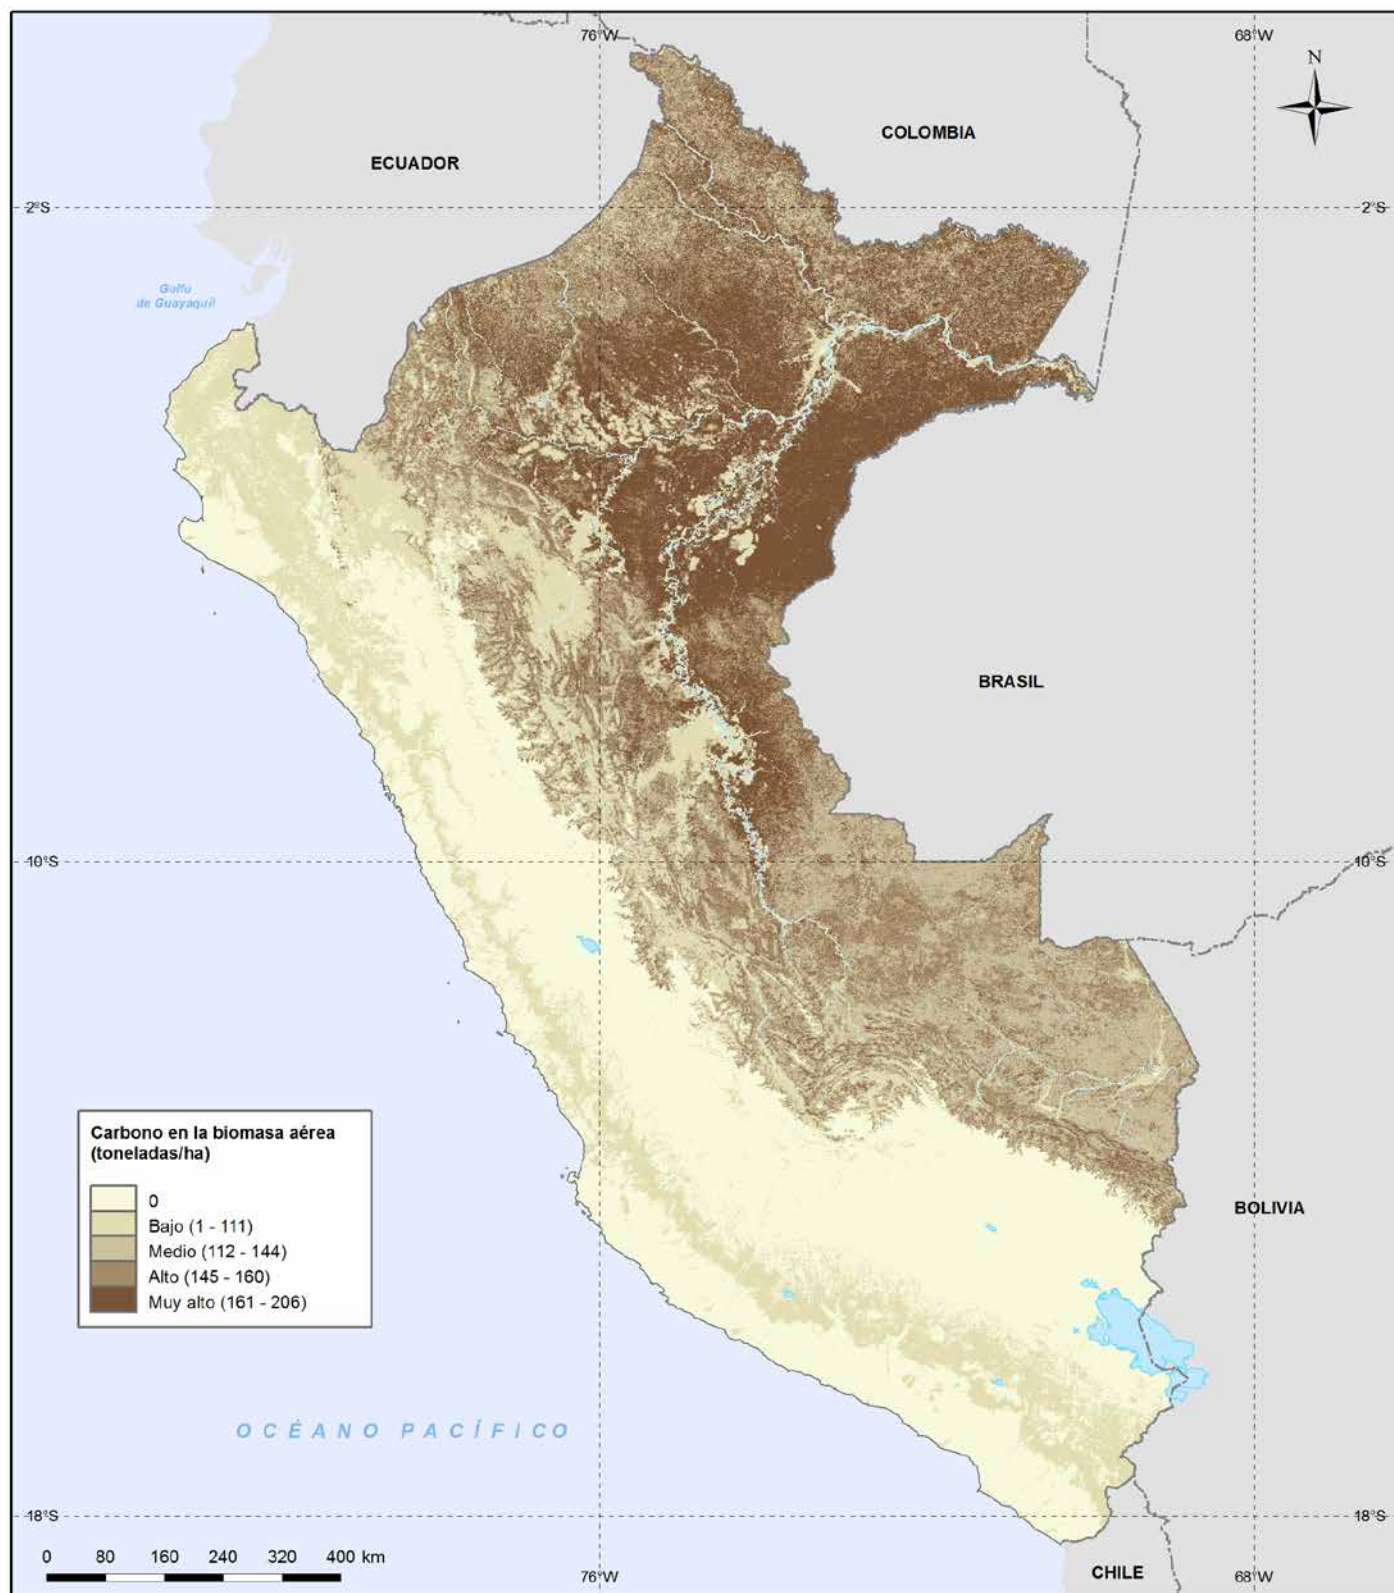 76°W
68°W
N
COLOMBIA
ECUADOR
2°S
2°S
Golfo
de Guayaquil
BRASIL
10°S
10°S
Carbono en la biomasa aérea
(toneladas/ha)
0
Bajo (1 - 111)
Medio (112 - 144)
Alto (145 - 160)
Muy alto (161 - 206)
BOLIVIA
OCÉANO PACÍFICO
18°S
18°S
0 80 160 240 320 400 km
76°W
CHILE
68°W